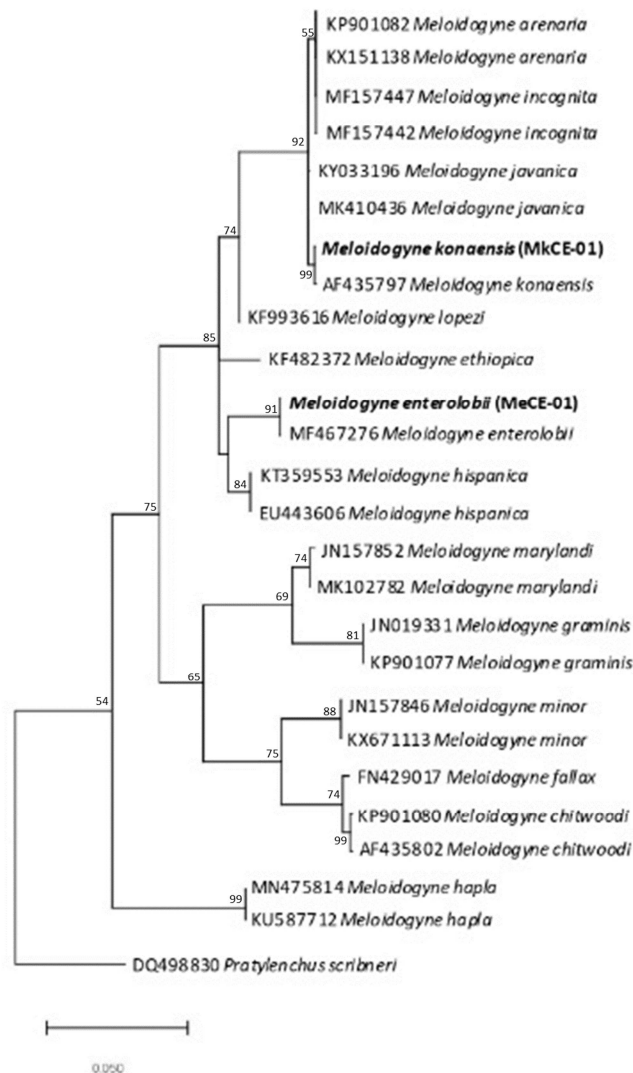 55
KP901082 Meloidogyne arenaria
KX151138 Meloidogyne arenaria
MF157447 Meloidogyne incognita
MF157442 Meloidogyne incognita
92
KY033196 Meloidogyne javanica
MK410436 Meloidogyne javanica
74
Meloidogyne konaensis (MkCE-01)
99
AF435797 Meloidogyne konaensis
KF993616 Meloidogyne lopezi
85
KF482372 Meloidogyne ethiopica
91
Meloidogyne enterolobii (MeCE-01)
MF467276 Meloidogyne enterolobii
KT359553 Meloidogyne hispanica
84
EU443606 Meloidogyne hispanica
75
JN157852 Meloidogyne marylandi
74
MK102782 Meloidogyne marylandi
69
JN019331 Meloidogyne graminis
81
KP901077 Meloidogyne graminis
65
54
JN157846 Meloidogyne minor
88
KX671113 Meloidogyne minor
75
FN429017 Meloidogyne fallax
74
KP901080 Meloidogyne chitwoodi
99
AF435802 Meloidogyne chitwoodi
MN475814 Meloidogyne hapla
99
KU587712 Meloidogyne hapla
DQ498830 Pratylenchus scribneri
0.050